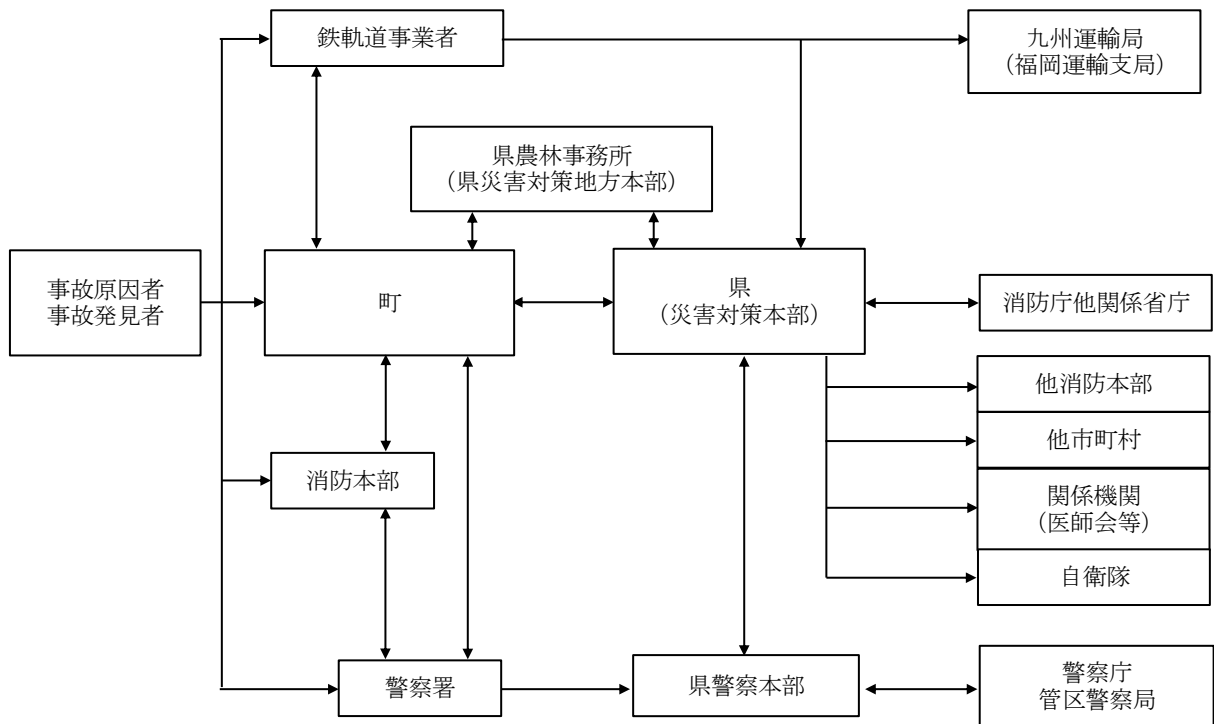 鉄軌道事業者
九州運輸局
（福岡運輸支局）
県農林事務所
（県災害対策地方本部）
事故原因者
事故発見者
町
県
（災害対策本部）
消防庁他関係省庁
他消防本部
他市町村
消防本部
関係機関
（医師会等）
自衛隊
警察署
県警察本部
警察庁
管区警察局